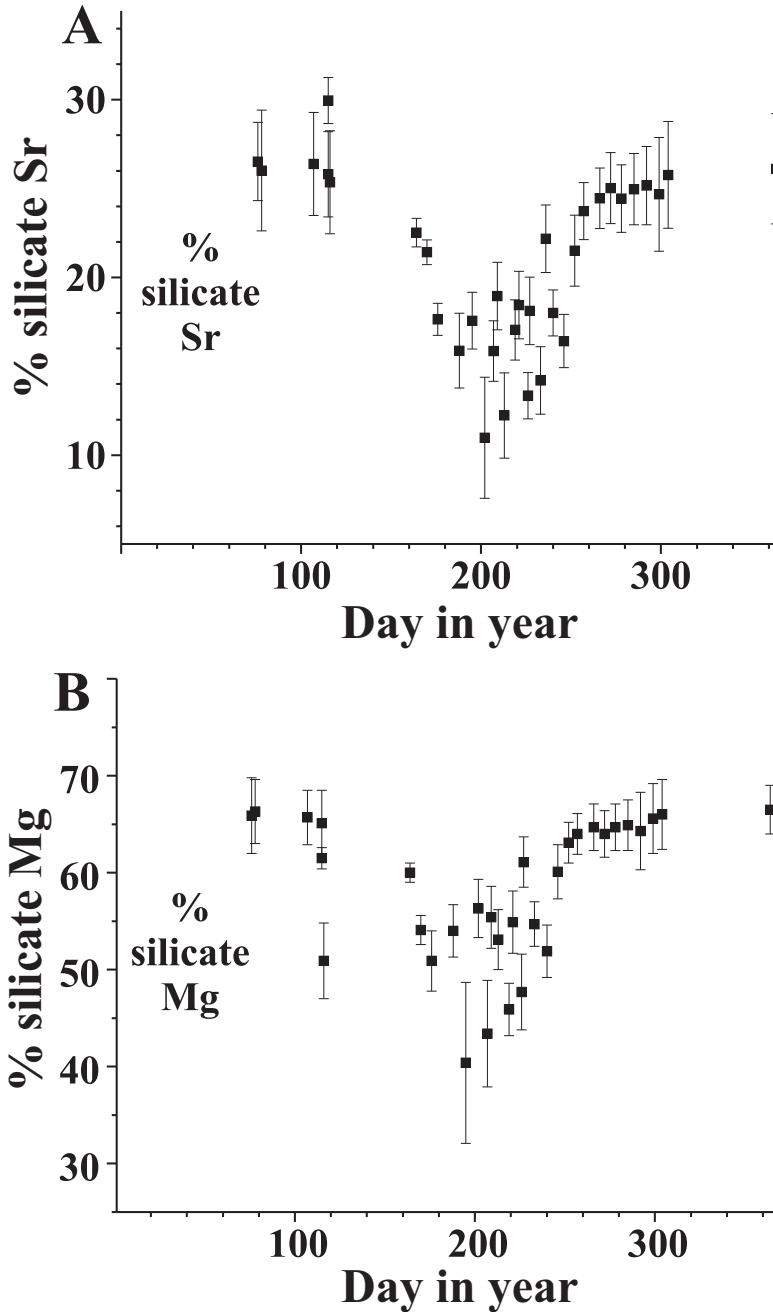 A
% silicate Sr
30
20
10
%
silicate
Sr
100 200 300
Day in year
B
% silicate Mg
70
60
50
40
30
%
silicate
Mg
100 200 300
Day in year